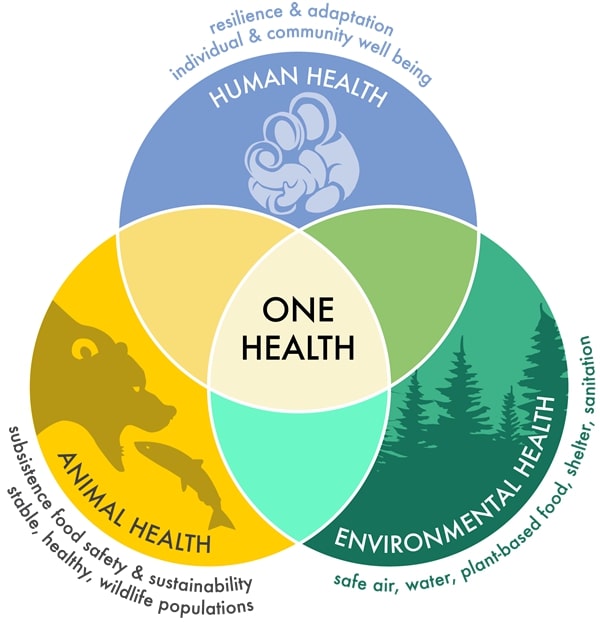 resilience & adaptation
individual & community well being
HUMAN HEALTH
ONE
HEALTH
ANIMAL HEALTH
subsistence food safety & sustainability
stable, healthy, wildlife populations
ENVIRONMENTAL HEALTH
safe air, water, plant-based food, shelter, sanitation